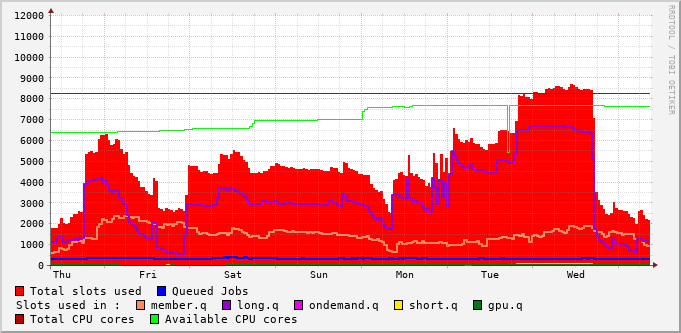 RRDTOOL / TOBI OETIKER
12000
11000
10000
9000
8000
7000
6000
5000
4000
3000
2000
1000
0
Thu Fri Sat Sun Mon Tue Wed
Total slots used Queued Jobs
Slots used in : member.q long.q ondemand.q short.q gpu.q
Total CPU cores Available CPU cores